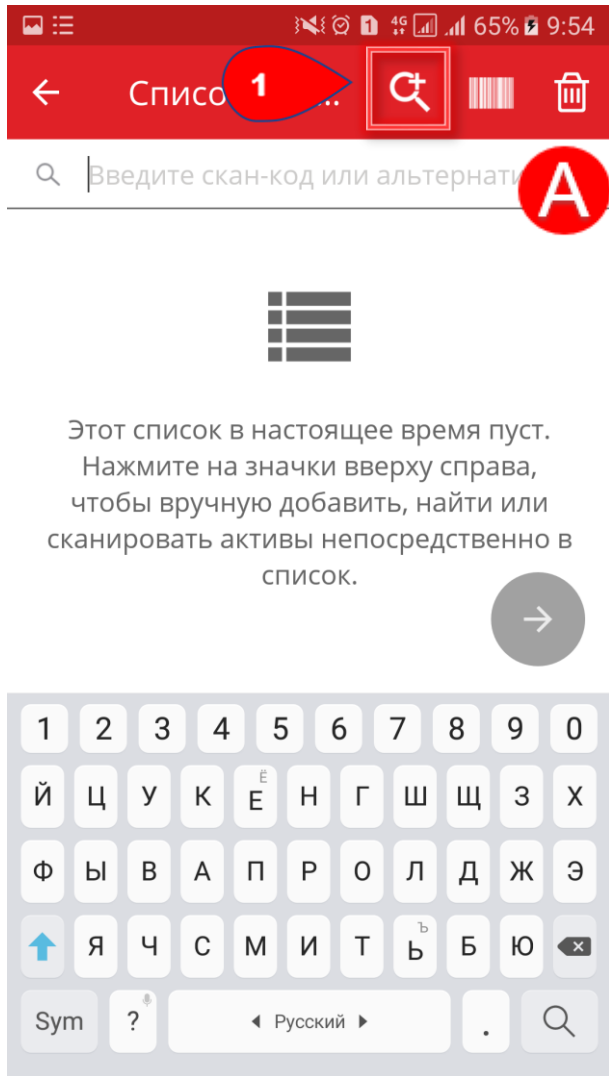 1 4G 65% 9:54
Списо 1 ...
Введите скан-код или альтернати A
Этот список в настоящее время пуст.
Нажмите на значки вверху справа,
чтобы вручную добавить, найти или
сканировать активы непосредственно в
список.
1 2 3 4 5 6 7 8 9 0
Й Ц У К Е Ё Н Г Ш Щ З Х
Ф Ы В А П Р О Л Д Ж Э
Я Ч С М И Т Ь Ъ Б Ю
Sym ? Русский .